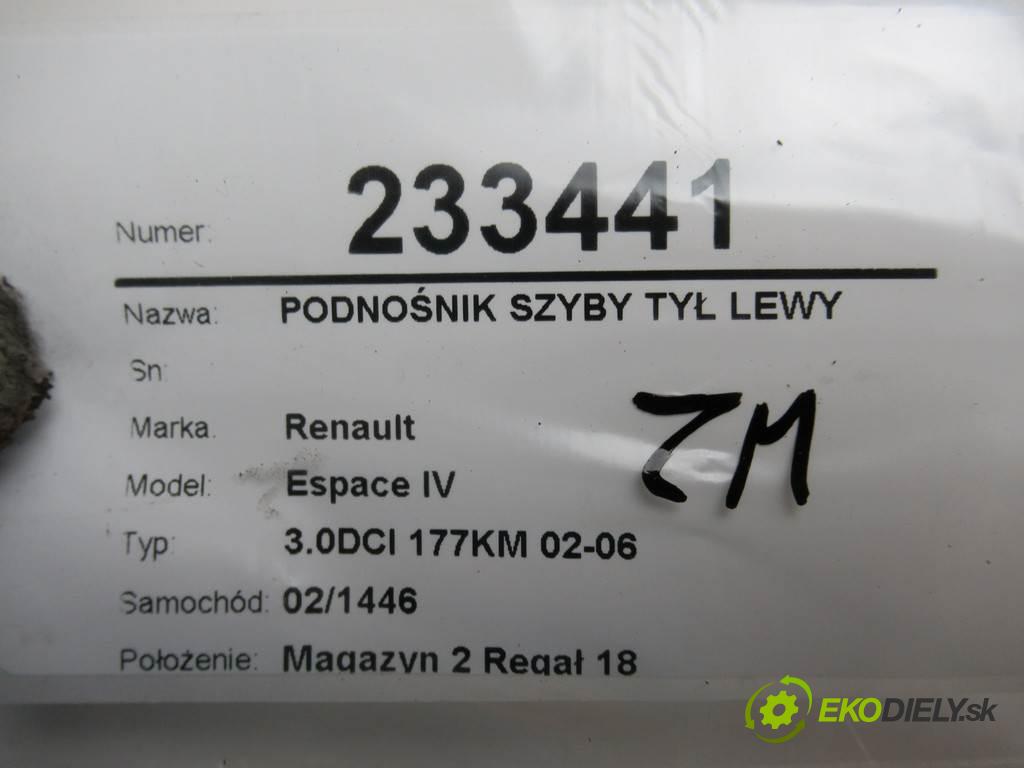 Numer: 233441
Nazwa: PODNOŚNIK SZYBY TYŁ LEWY
Sn:
Marka. Renault
Model: Espace IV
Typ: 3.0DCI 177KM 02-06
Samochód: 02/1446
Położenie: Magazyn 2 Regał 18
ZM
EKODIELY.sk